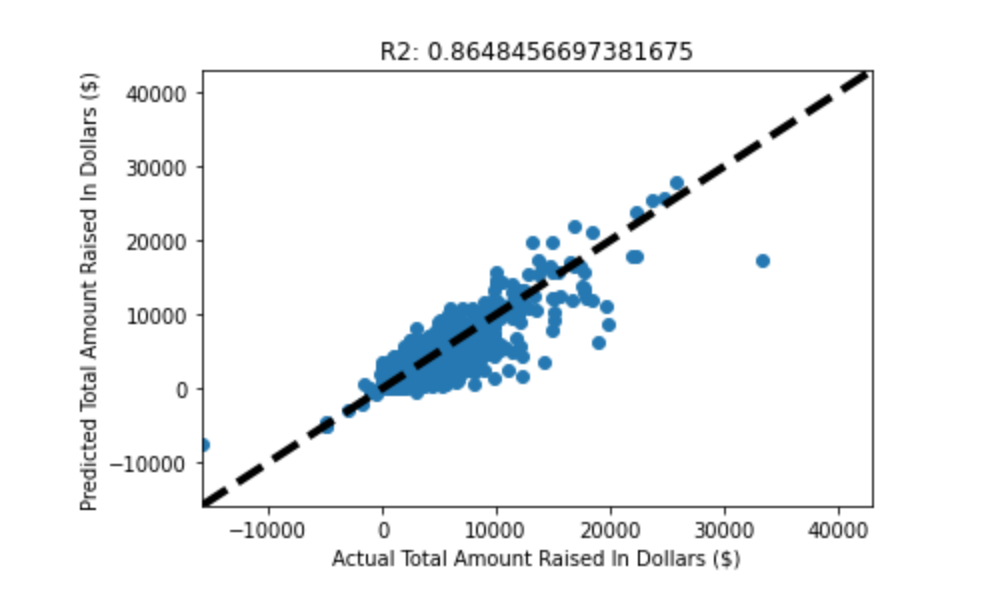 R2: 0.8648456697381675
Predicted Total Amount Raised In Dollars ($)
40000
30000
20000
10000
0
−10000
−10000 0 10000 20000 30000 40000
Actual Total Amount Raised In Dollars ($)